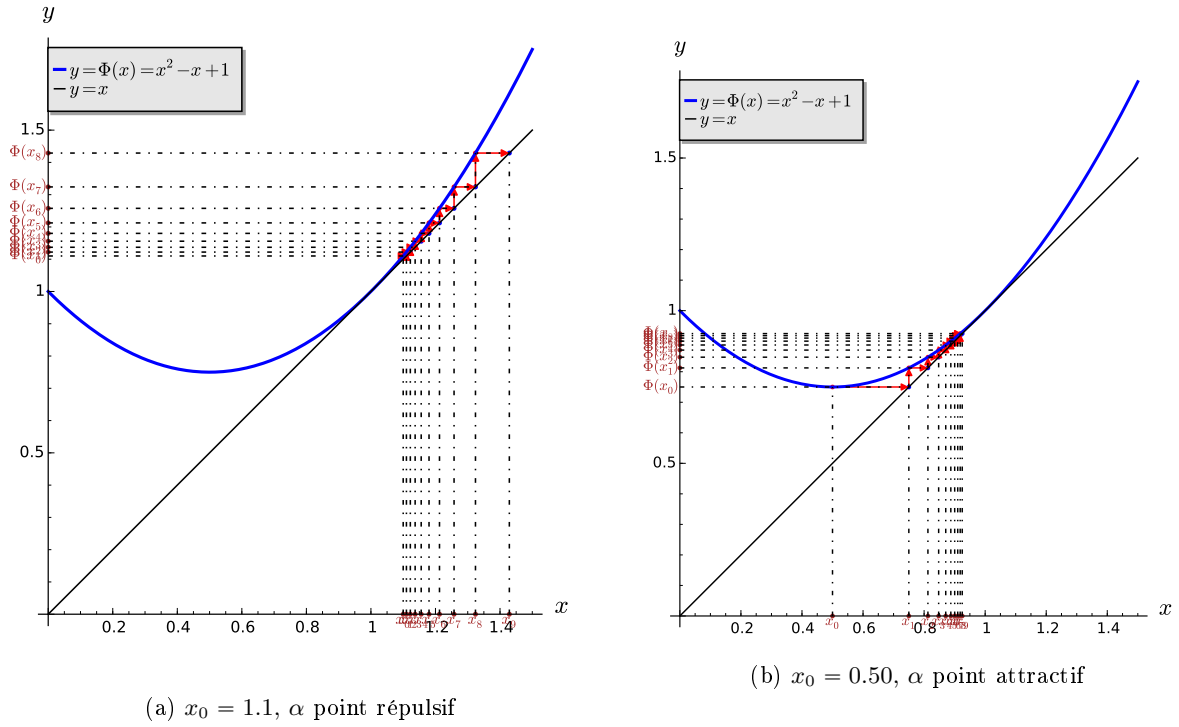 y
y = Φ(x) = x² − x + 1
y = x
1.5
Φ(x₈)
Φ(x₇)
Φ(x₆)
Φ(x₅)
1
0.5
x
0.2 0.4 0.6 0.8 1 1.2 1.4
x₇ x₈ x₉
(a) x₀ = 1.1, α point répulsif
y
y = Φ(x) = x² − x + 1
y = x
1.5
1
Φ(x₁)
Φ(x₀)
0.5
x
0.2 0.4 0.6 0.8 1 1.2 1.4
x₀ x₁
(b) x₀ = 0.50, α point attractif